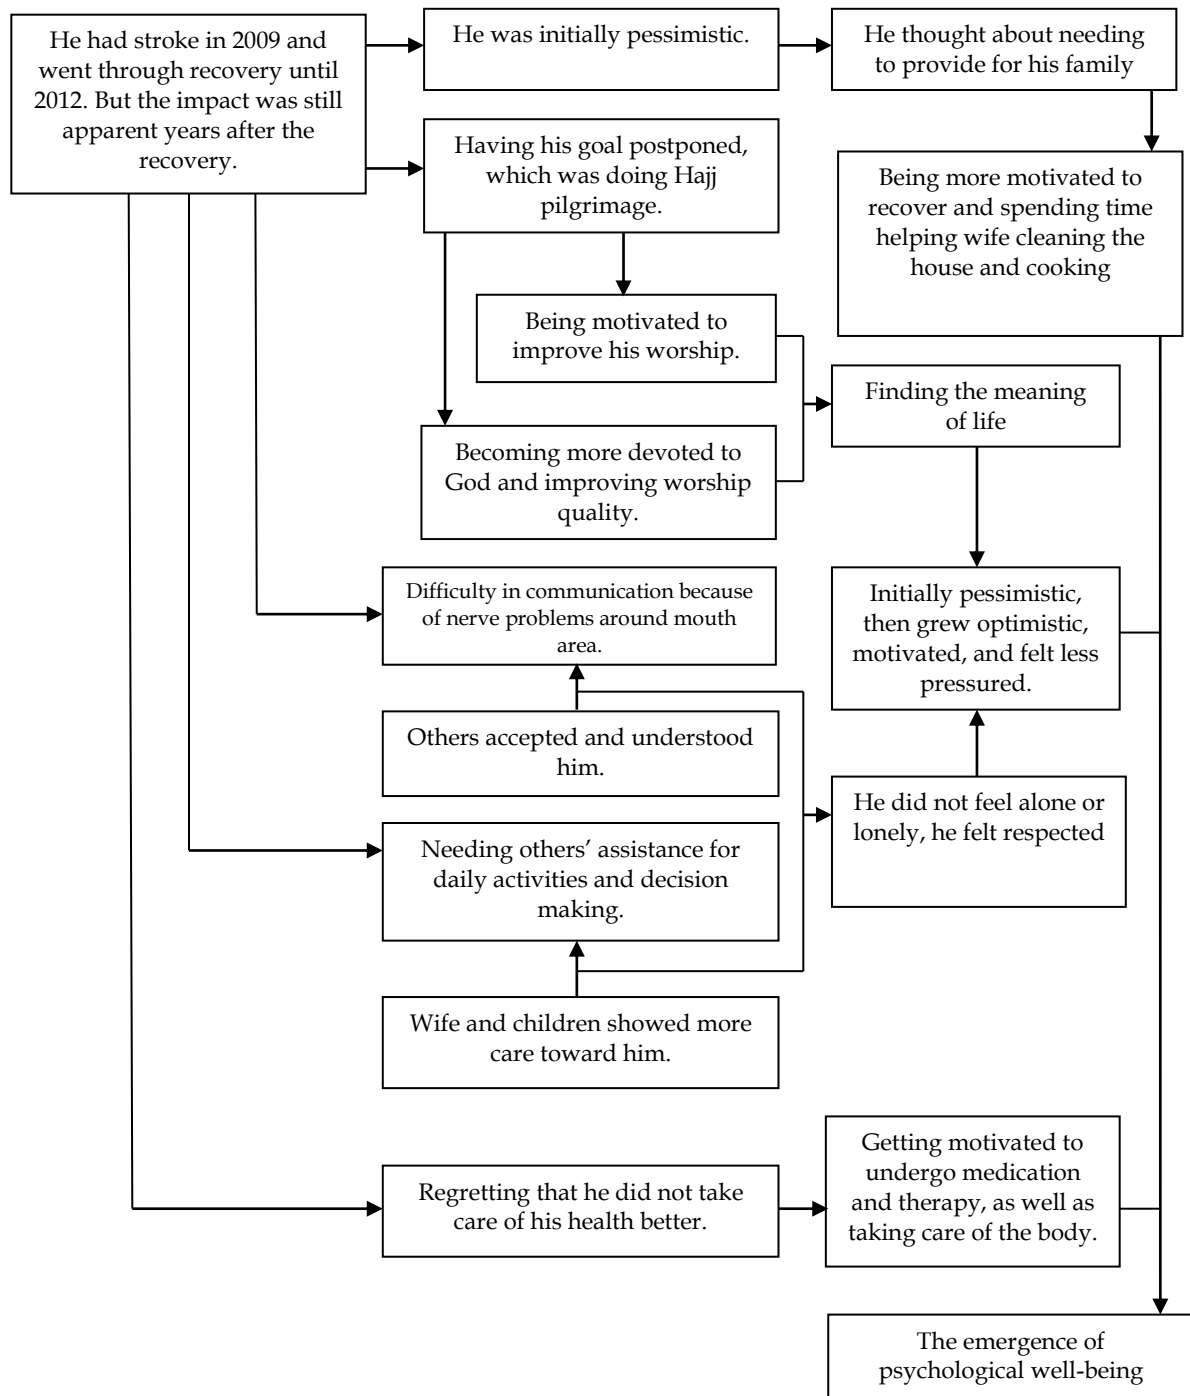 He had stroke in 2009 and
went through recovery until
2012. But the impact was still
apparent years after the
recovery.
He was initially pessimistic.
He thought about needing
to provide for his family
Having his goal postponed,
which was doing Hajj
pilgrimage.
Being more motivated to
recover and spending time
helping wife cleaning the
house and cooking
Being motivated to
improve his worship.
Finding the meaning
of life
Becoming more devoted to
God and improving worship
quality.
Difficulty in communication because
of nerve problems around mouth
area.
Initially pessimistic,
then grew optimistic,
motivated, and felt less
pressured.
Others accepted and understood
him.
He did not feel alone or
lonely, he felt respected
Needing others’ assistance for
daily activities and decision
making.
Wife and children showed more
care toward him.
Regretting that he did not take
care of his health better.
Getting motivated to
undergo medication
and therapy, as well as
taking care of the body.
The emergence of
psychological well-being